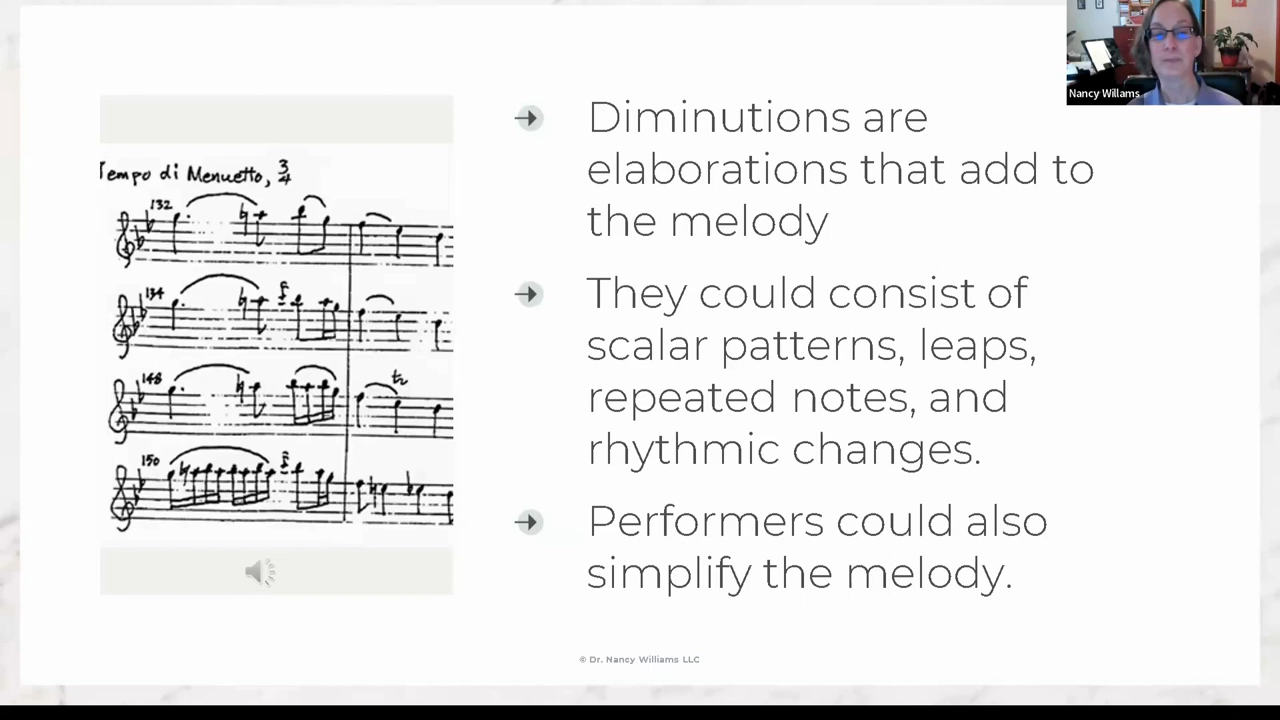 Nancy Willams
Tempo di Menuetto, 3/4
132
134
148
tr
150
Diminutions are
elaborations that add to
the melody
They could consist of
scalar patterns, leaps,
repeated notes, and
rhythmic changes.
Performers could also
simplify the melody.
© Dr. Nancy Williams LLC